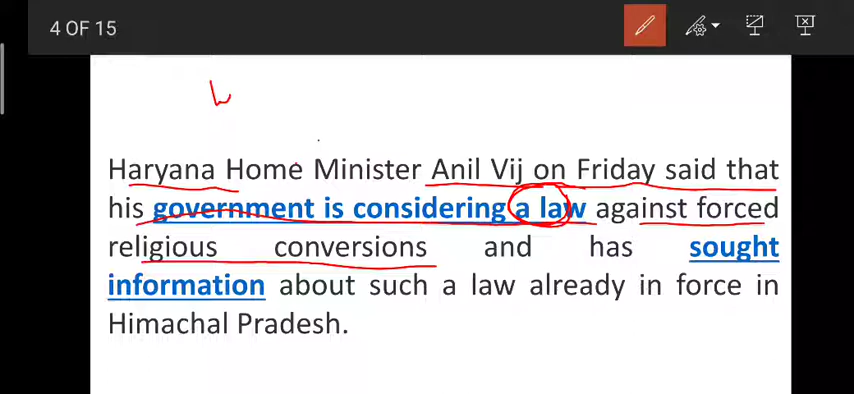 4 OF 15
Haryana Home Minister Anil Vij on Friday said that
his government is considering a law against forced
religious conversions and has sought
information about such a law already in force in
Himachal Pradesh.